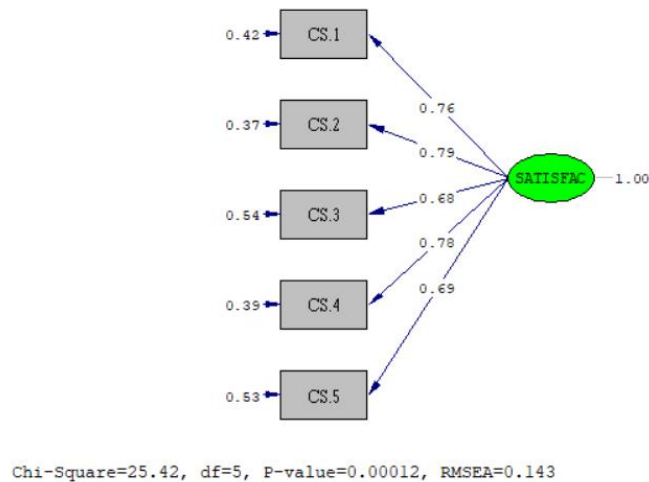 0.42 CS.1
0.76
0.37 CS.2
0.79
SATISFAC 1.00
0.54 CS.3
0.68
0.78
0.39 CS.4
0.69
0.53 CS.5
Chi-Square=25.42, df=5, P-value=0.00012, RMSEA=0.143